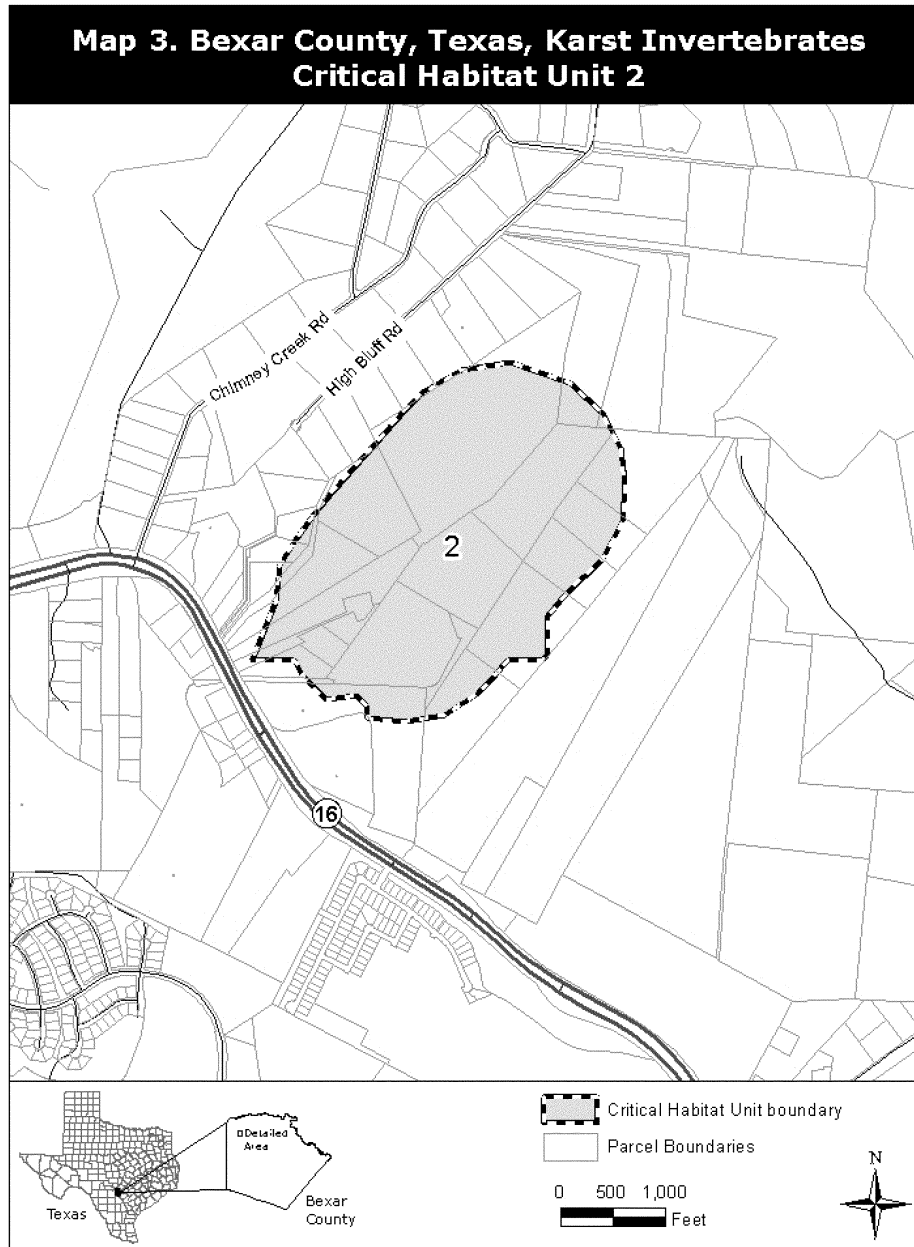 Map 3. Bexar County, Texas, Karst Invertebrates
Critical Habitat Unit 2
Chimney Creek Rd
High Bluff Rd
2
16
Texas
Detailed
Area
Bexar
County
Critical Habitat Unit boundary
Parcel Boundaries
0 500 1,000
Feet
N